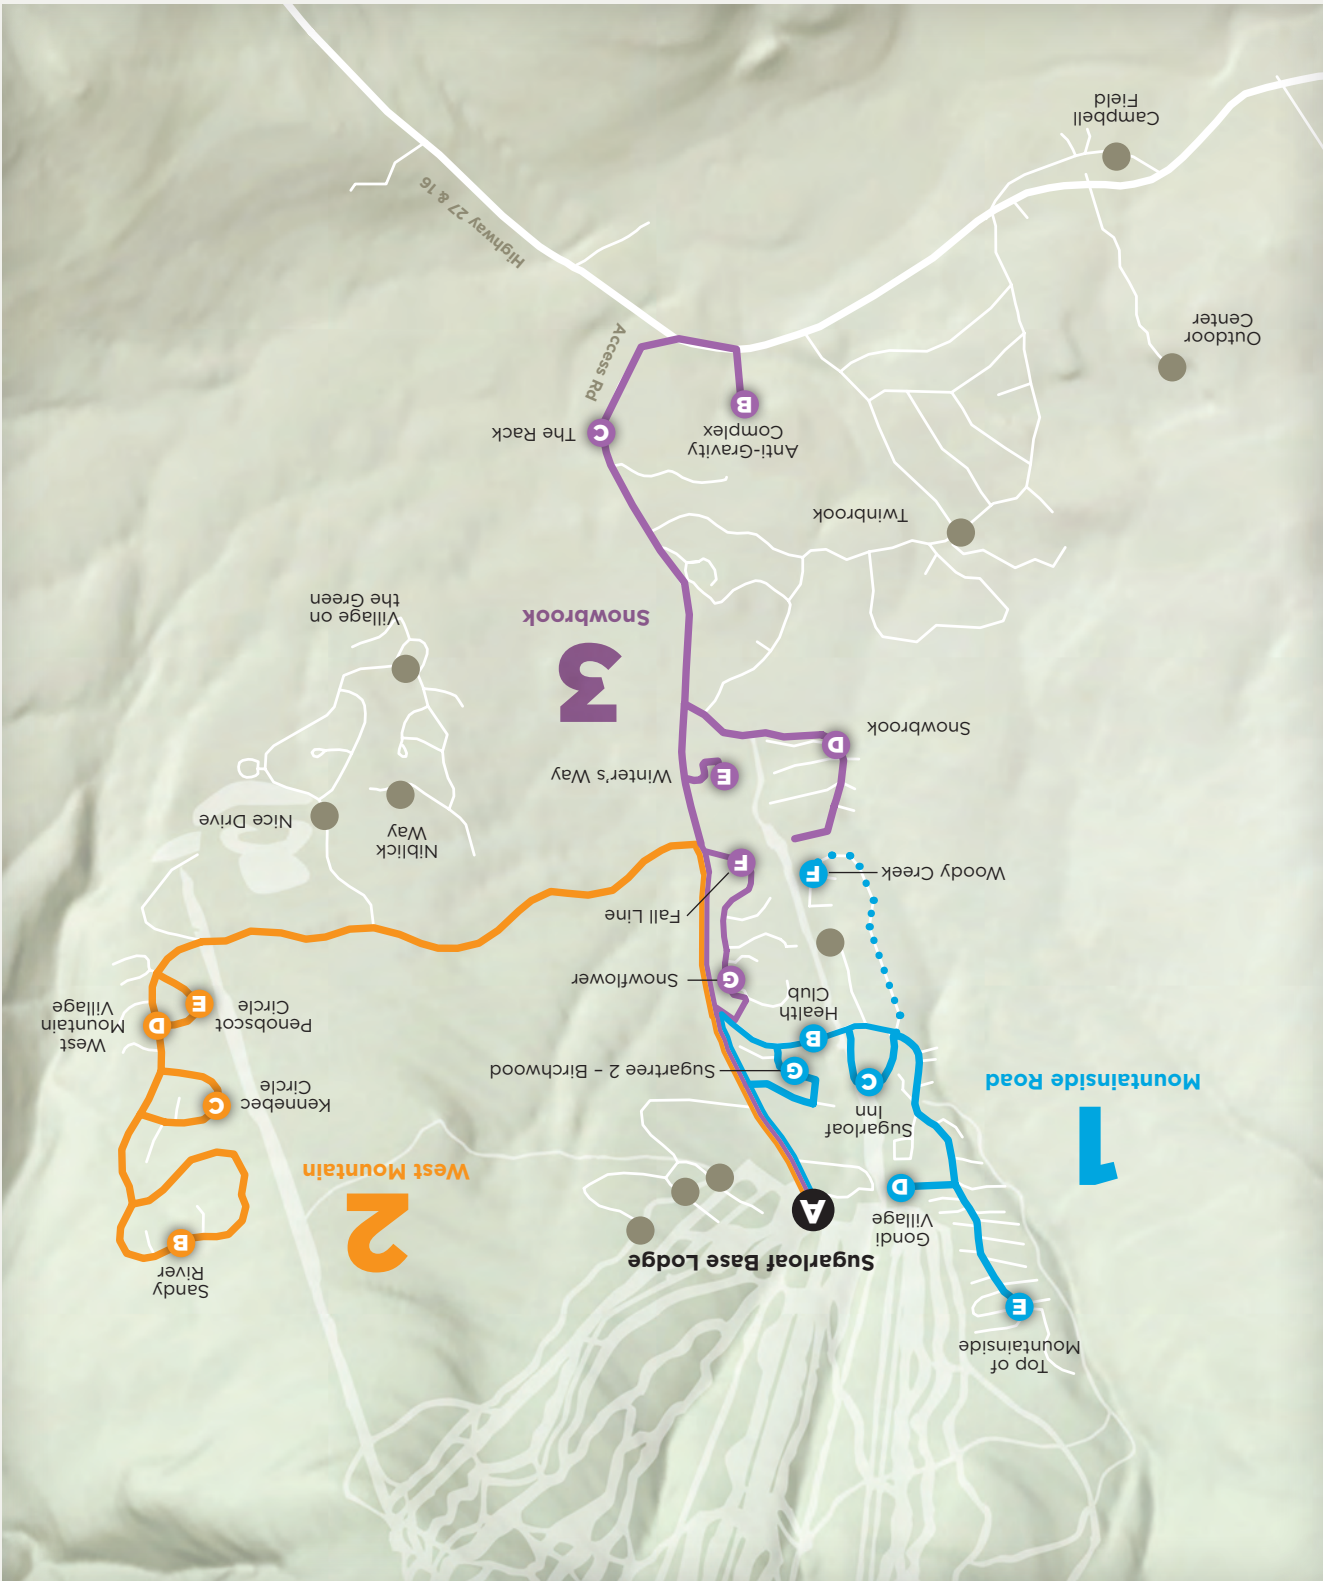 Top of
Mountainside
E
Sugarloaf Base Lodge
A
Gondi
Village
D
1
Mountainside Road
Sugarloaf
Inn
C
Sugartree 2 – Birchwood
G
Health
Club
B
Snowflower
G
Fall Line
F
Woody Creek
F
Winter's Way
E
Snowbrook
D
3
Snowbrook
Twinbrook
Anti-Gravity
Complex
B
The Rack
C
Access Rd
Highway 27 & 16
Outdoor
Center
Campbell
Field
Sandy
River
B
2
West Mountain
Kennebec
Circle
C
West
Mountain
Village
D
Penobscot
Circle
E
Niblick
Way
Nice Drive
Village on
the Green